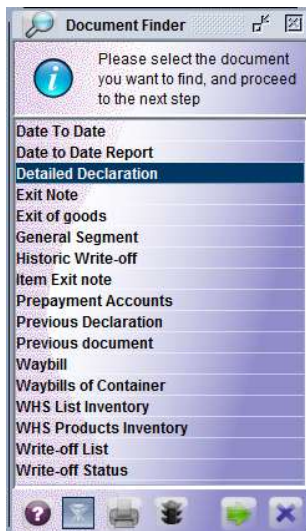 Document Finder
Please select the document
you want to find, and proceed
to the next step
Date To Date
Date to Date Report
Detailed Declaration
Exit Note
Exit of goods
General Segment
Historic Write-off
Item Exit note
Prepayment Accounts
Previous Declaration
Previous document
Waybill
Waybills of Container
WHS List Inventory
WHS Products Inventory
Write-off List
Write-off Status